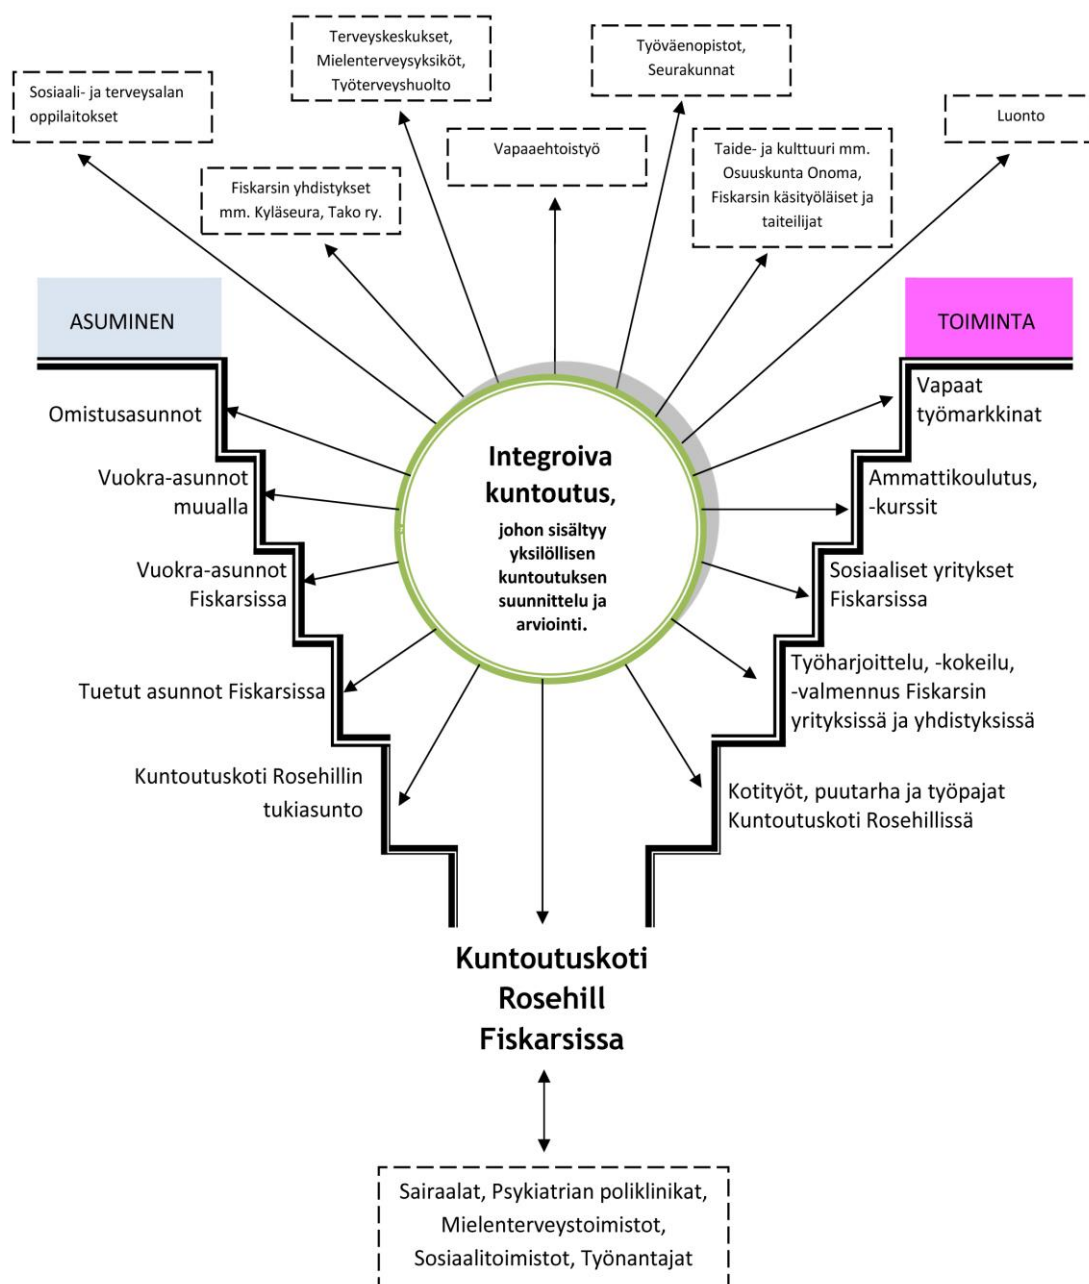 Terveyskeskukset,
Mielenterveysyksiköt,
Työterveyshuolto
Työväenopistot,
Seurakunnat
Sosiaali- ja terveysalan
oppilaitokset
Luonto
Vapaaehtoistyö
Taide- ja kulttuuri mm.
Osuuskunta Onoma,
Fiskarsin käsityöläiset ja
taiteilijat
Fiskarsin yhdistykset
mm. Kyläseura, Tako ry.
ASUMINEN
TOIMINTA
Omistusasunnot
Vuokra-asunnot
muualla
Vuokra-asunnot
Fiskarsissa
Tuetut asunnot Fiskarsissa
Kuntoutuskoti Rosehillin
tukiasunto
Integroiva
kuntoutus,
johon sisältyy
yksilöllisen
kuntoutuksen
suunnittelu ja
arviointi.
Vapaat
työmarkkinat
Ammattikoulutus,
-kurssit
Sosiaaliset yritykset
Fiskarsissa
Työharjoittelu, -kokeilu,
-valmennus Fiskarsin
yrityksissä ja yhdistyksissä
Kotityöt, puutarha ja työpajat
Kuntoutuskoti Rosehillissä
Kuntoutuskoti
Rosehill
Fiskarsissa
Sairaalat, Psykiatrian poliklinikat,
Mielenterveystoimistot,
Sosiaalitoimistot, Työnantajat